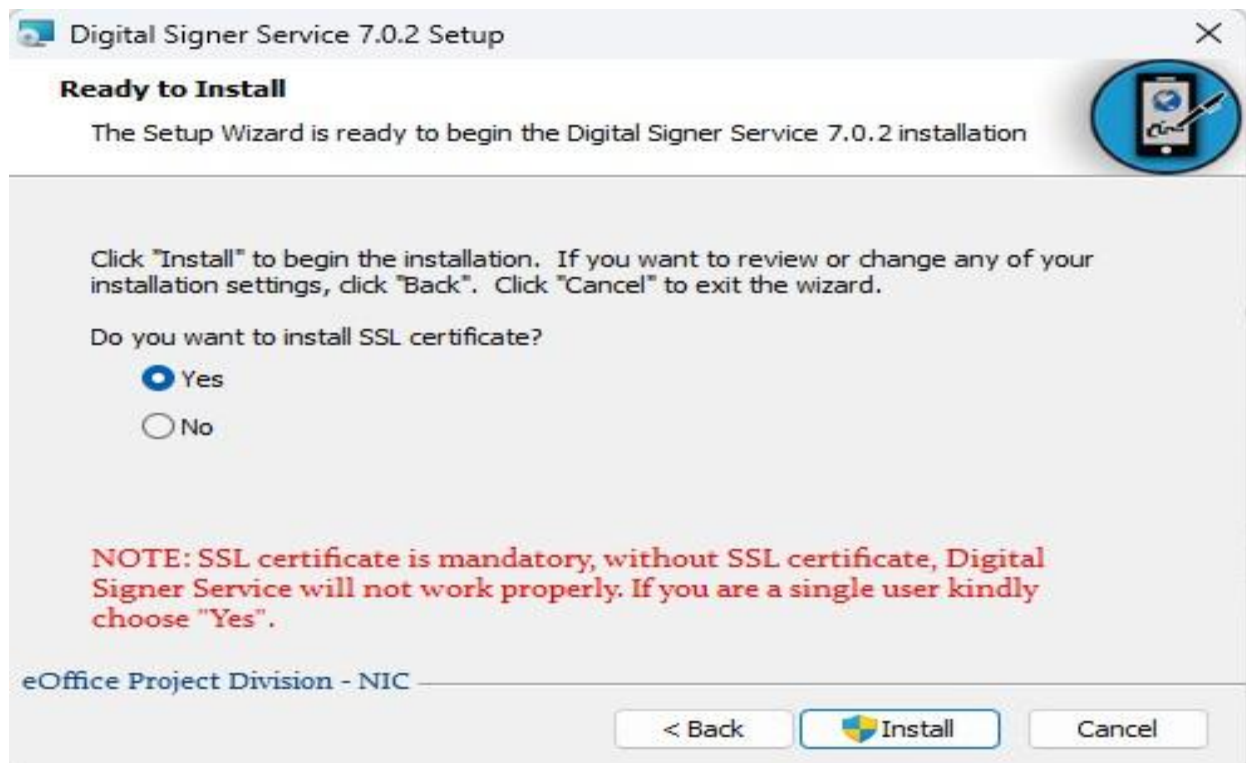 Digital Signer Service 7.0.2 Setup
Ready to Install
The Setup Wizard is ready to begin the Digital Signer Service 7.0.2 installation
Click "Install" to begin the installation. If you want to review or change any of your
installation settings, click "Back". Click "Cancel" to exit the wizard.
Do you want to install SSL certificate?
Yes
No
NOTE: SSL certificate is mandatory, without SSL certificate, Digital
Signer Service will not work properly. If you are a single user kindly
choose "Yes".
eOffice Project Division - NIC
< Back
Install
Cancel